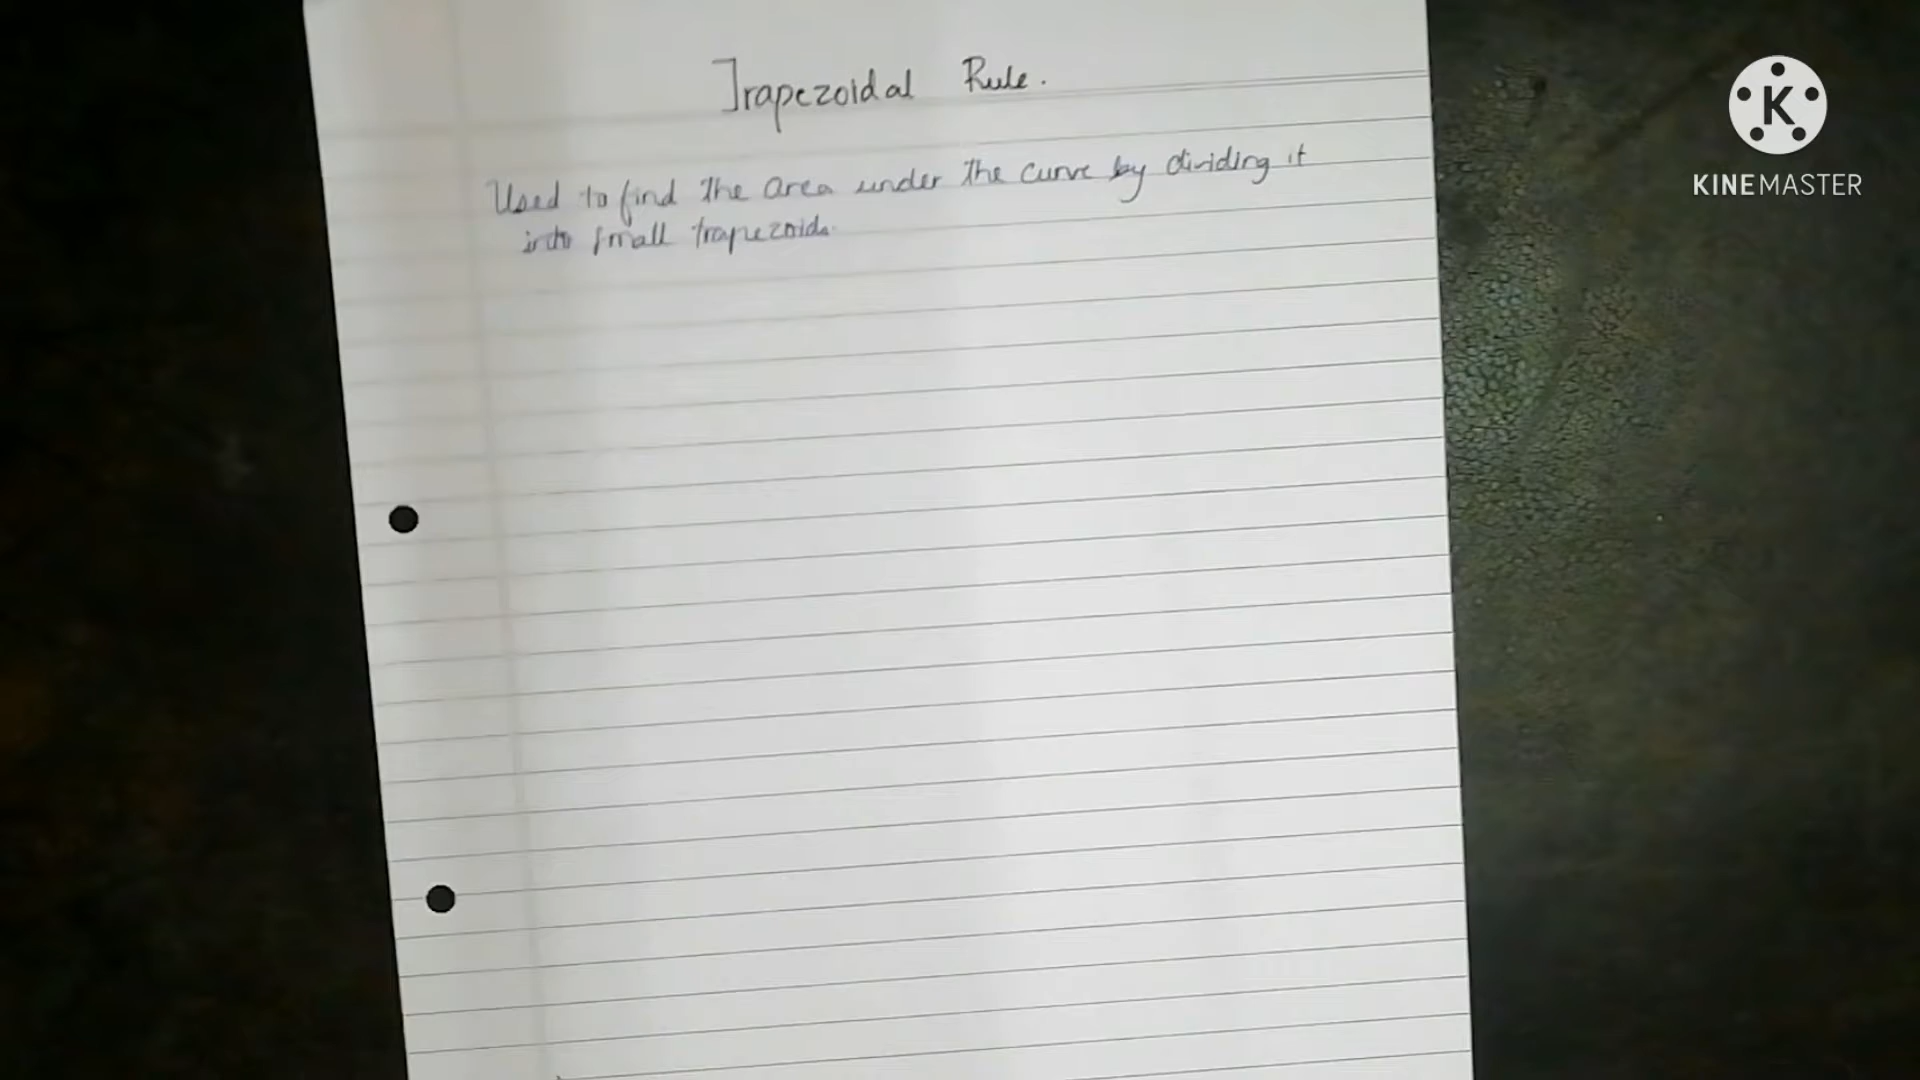 Trapezoidal Rule.
Used to find the area under the curve by dividing it
into small trapezoids.
K
KINEMASTER